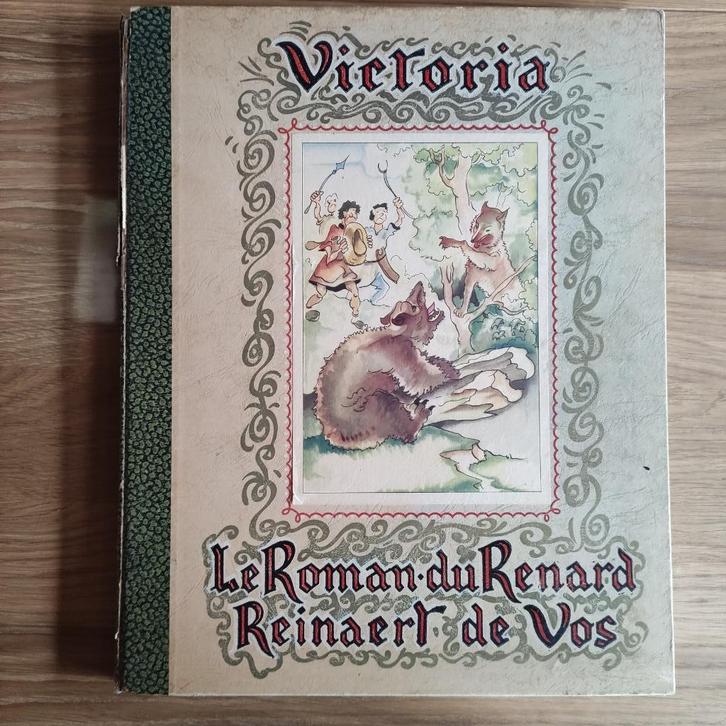 Victoria
Le Roman·du Renard
Reinaert de Vos